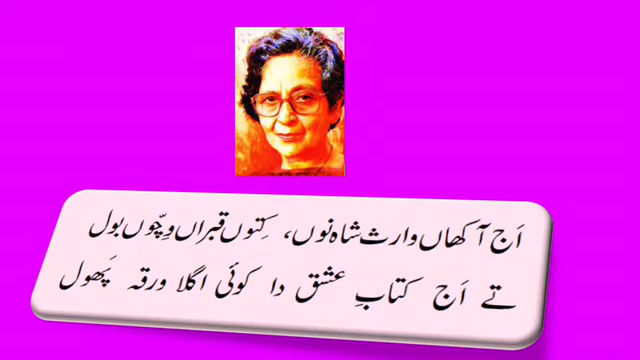 اَج آکھاں وارث شاہ نوں، کِتوں قبراں وِچّوں بول
تے اَج کتابِ عشق دا کوئی اگلا ورقہ پَھول